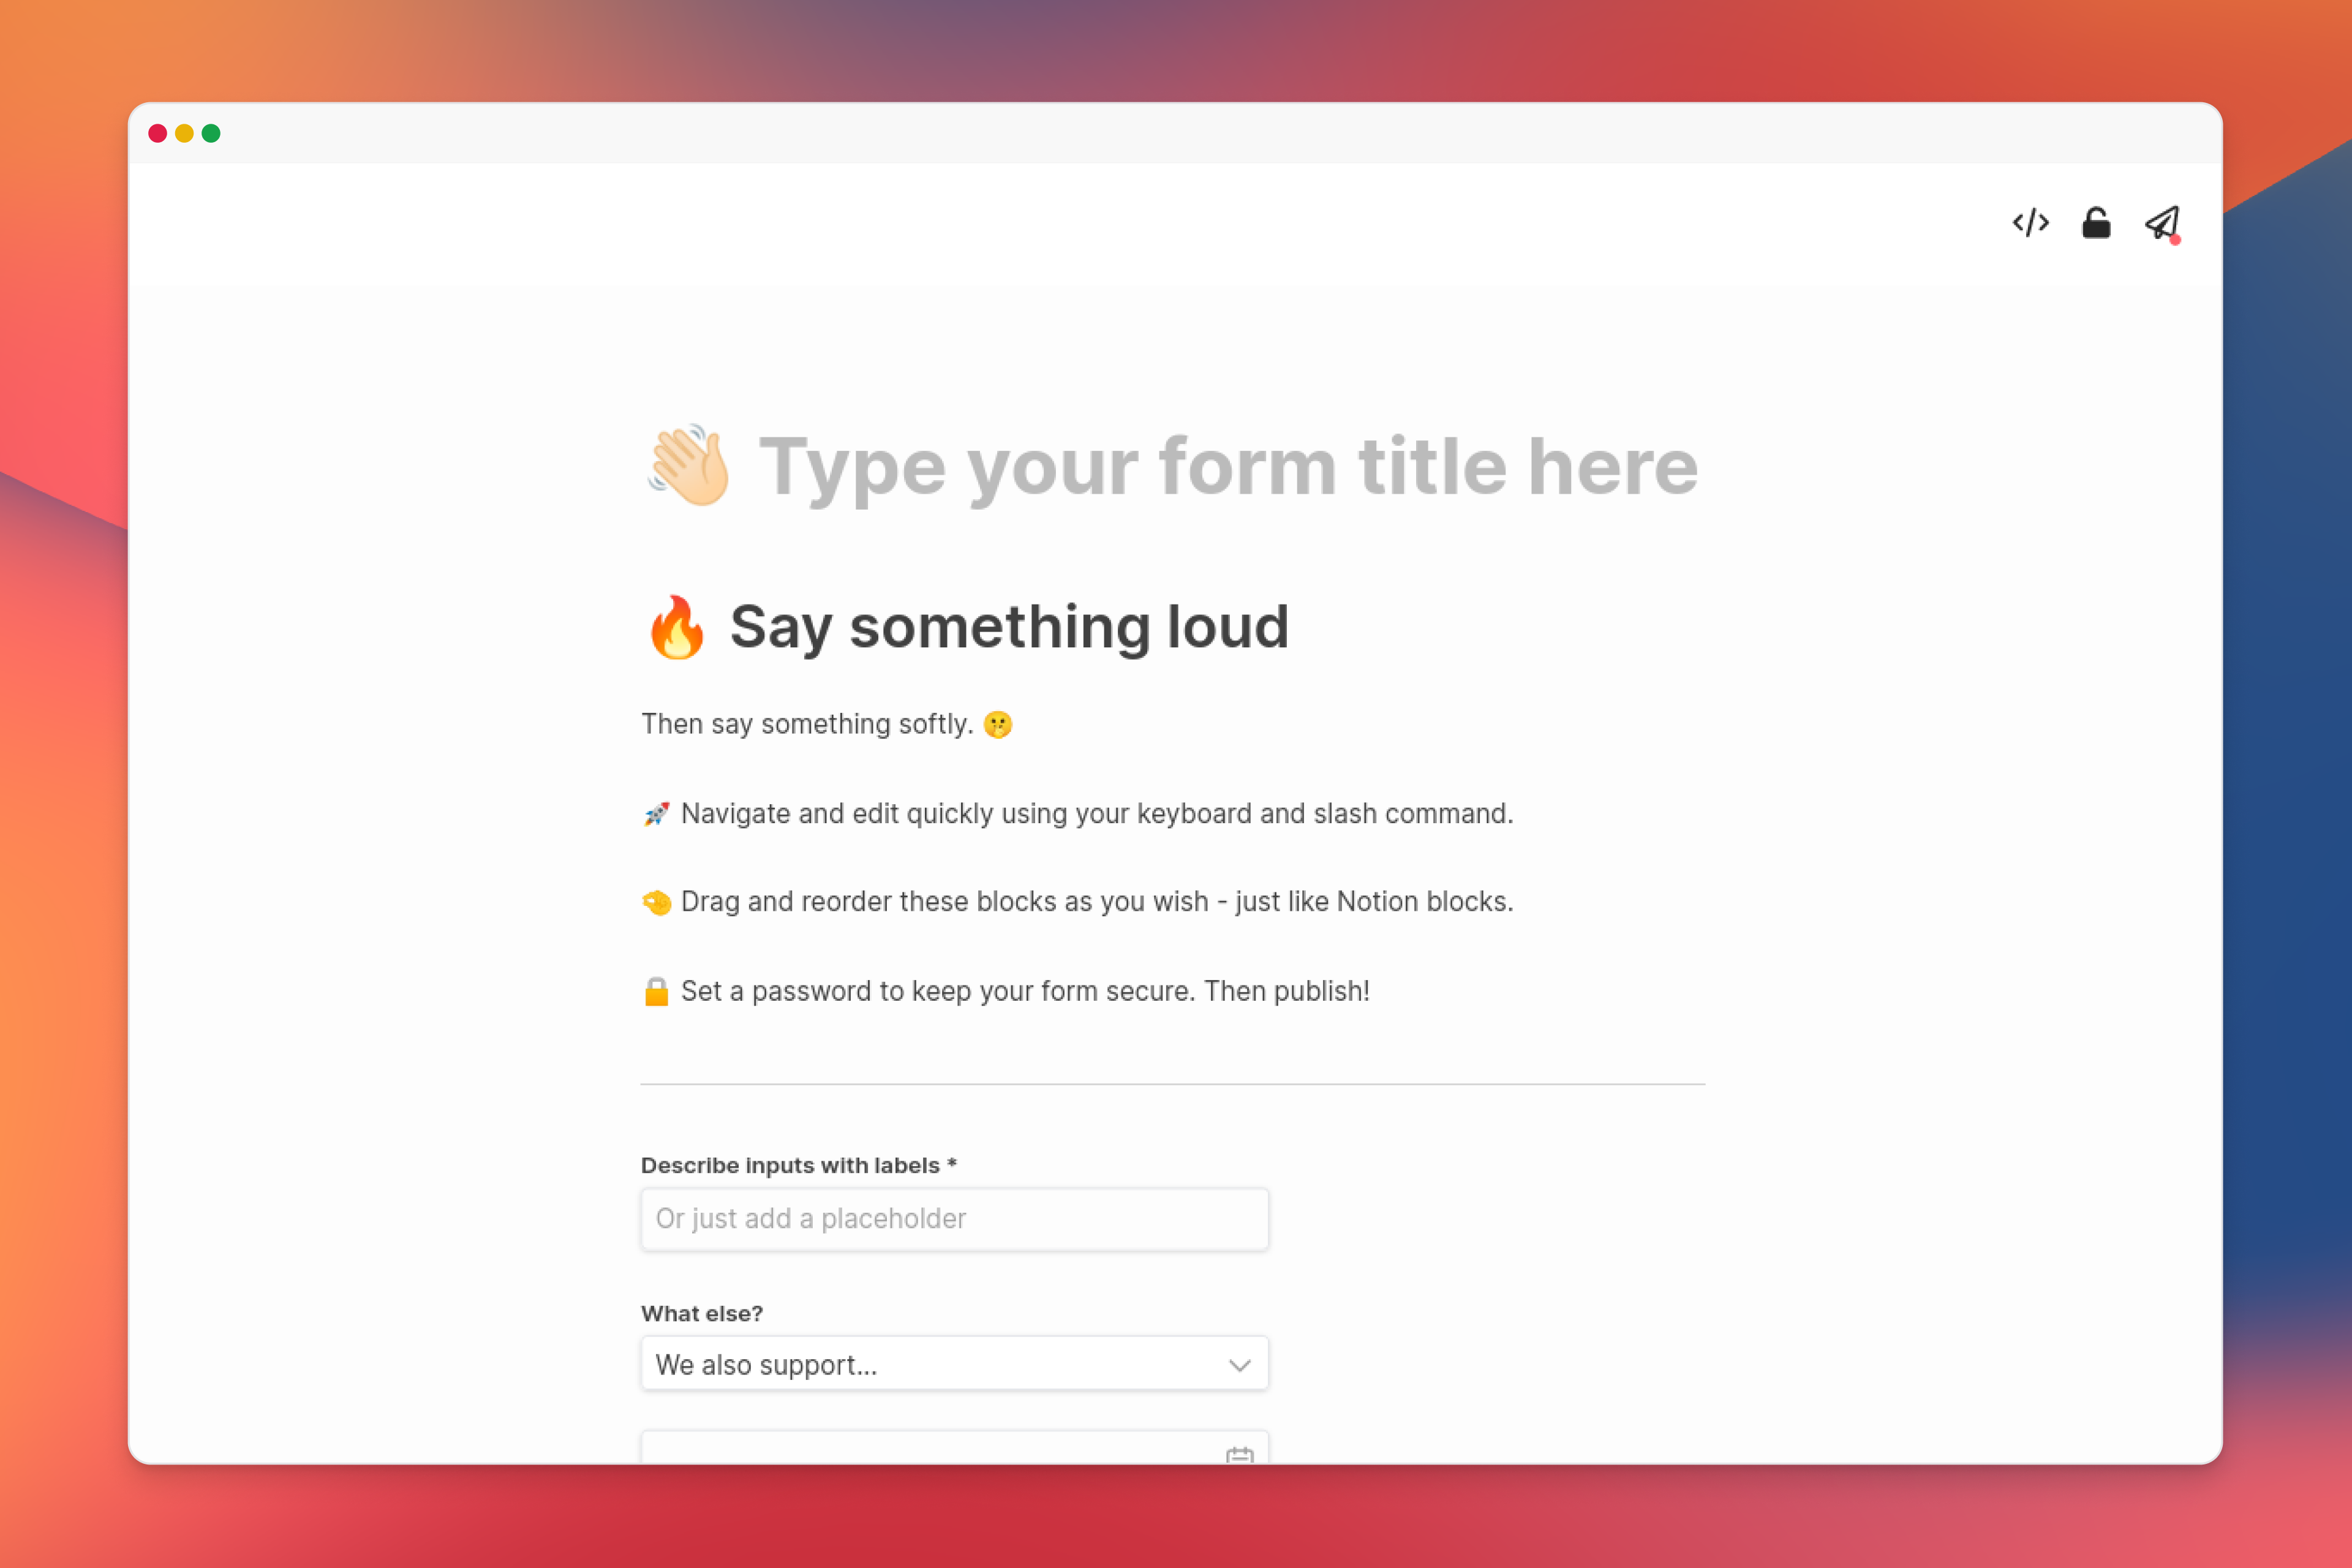 👋🏻 Type your form title here
🔥 Say something loud
Then say something softly. 🤫
🚀 Navigate and edit quickly using your keyboard and slash command.
🤏 Drag and reorder these blocks as you wish - just like Notion blocks.
🔒 Set a password to keep your form secure. Then publish!
Describe inputs with labels *
Or just add a placeholder
What else?
We also support...